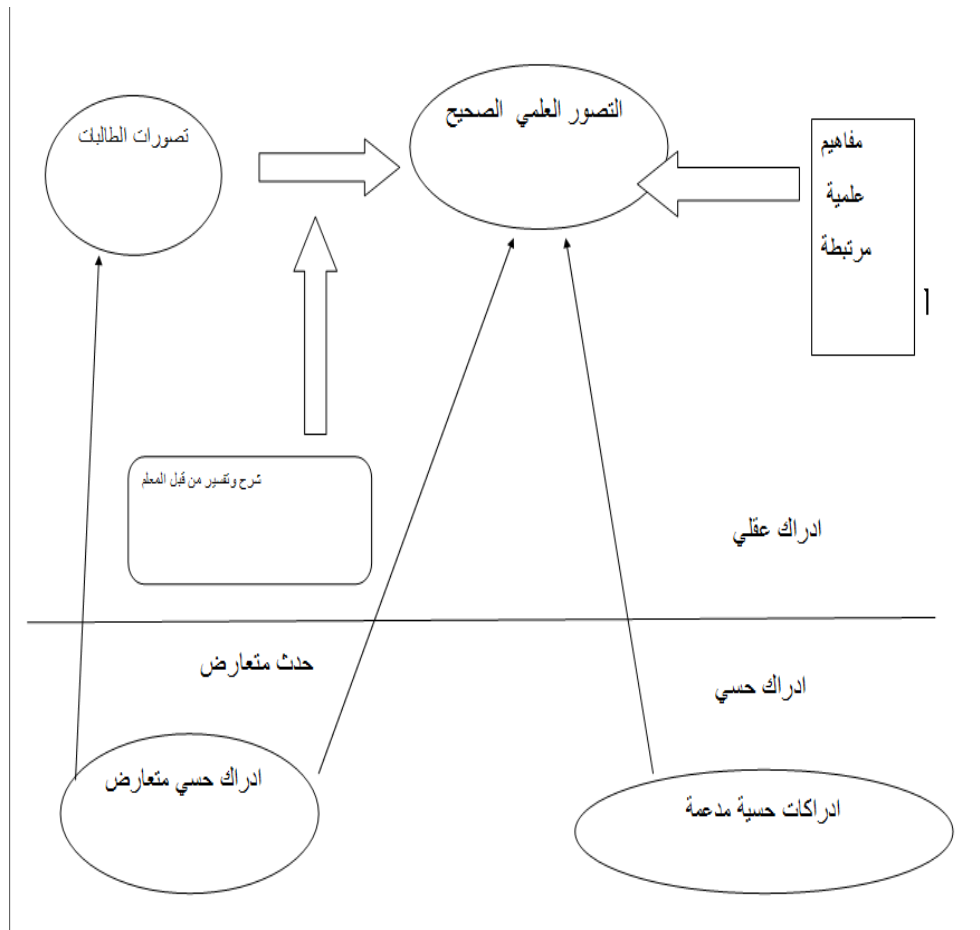 التصور العلمي الصحيح
تصورات الطالبات
مفاهيم
علمية
مرتبطة
شرح وتفسير من قبل المعلم
ادراك عقلي
حدث متعارض
ادراك حسي
ادراك حسي متعارض
ادراكات حسية مدعمة